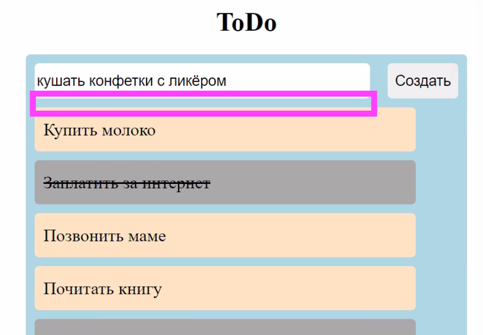 ToDo
кушать конфетки с ликёром
Создать
Купить молоко
Заплатить за интернет
Позвонить маме
Почитать книгу